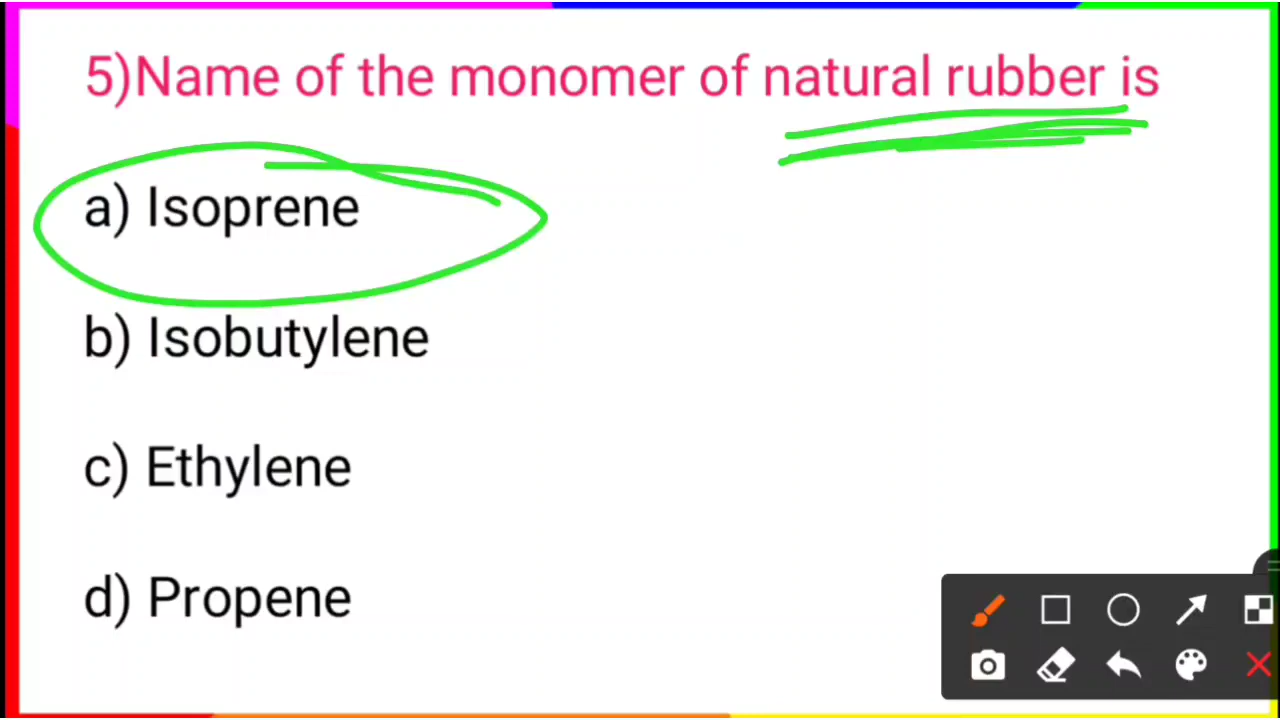 5)Name of the monomer of natural rubber is
a) Isoprene
b) Isobutylene
c) Ethylene
d) Propene